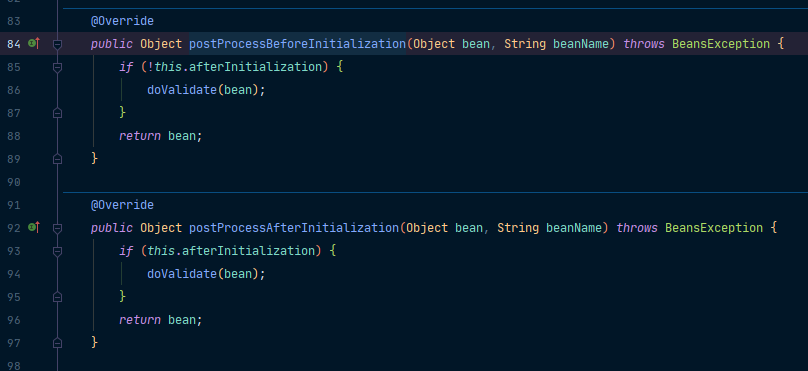 83 @Override
84 public Object postProcessBeforeInitialization(Object bean, String beanName) throws BeansException {
85 if (!this.afterInitialization) {
86 doValidate(bean);
87 }
88 return bean;
89 }
90
91 @Override
92 public Object postProcessAfterInitialization(Object bean, String beanName) throws BeansException {
93 if (this.afterInitialization) {
94 doValidate(bean);
95 }
96 return bean;
97 }
98